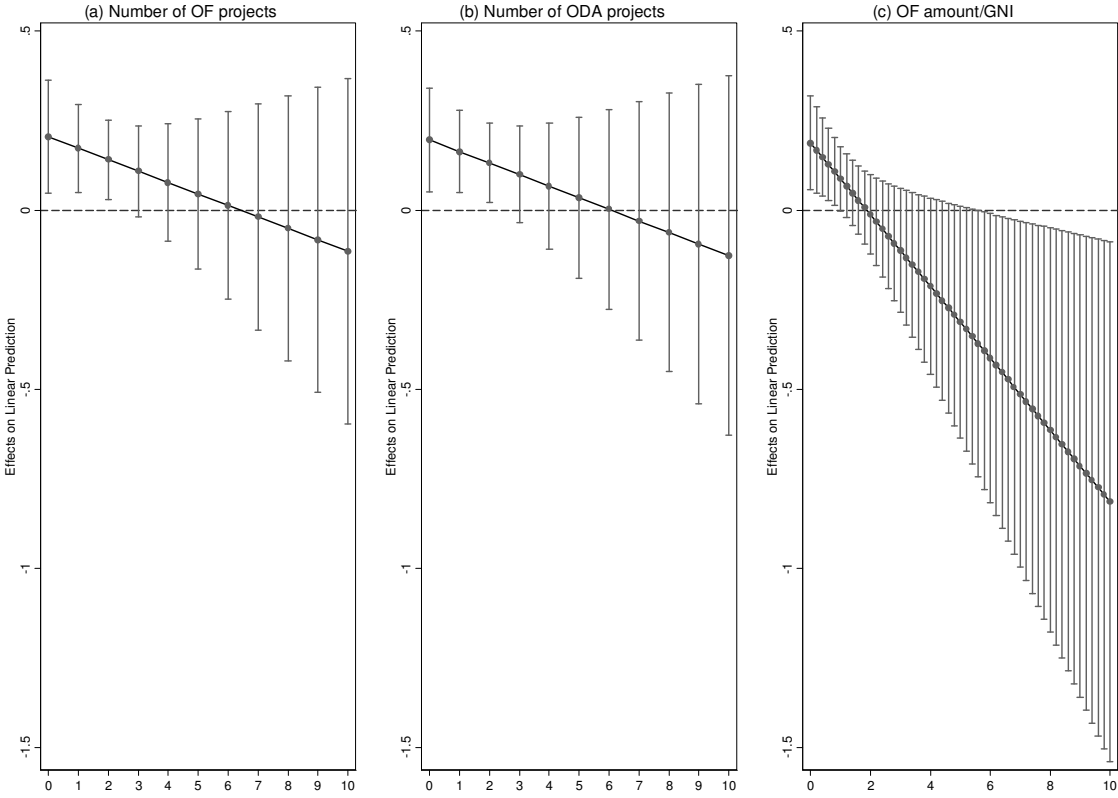 (a) Number of OF projects
.5
0
-.5
-1
-1.5
Effects on Linear Prediction
0 1 2 3 4 5 6 7 8 9 10
(b) Number of ODA projects
.5
0
-.5
-1
-1.5
Effects on Linear Prediction
0 1 2 3 4 5 6 7 8 9 10
(c) OF amount/GNI
.5
0
-.5
-1
-1.5
Effects on Linear Prediction
0 2 4 6 8 10